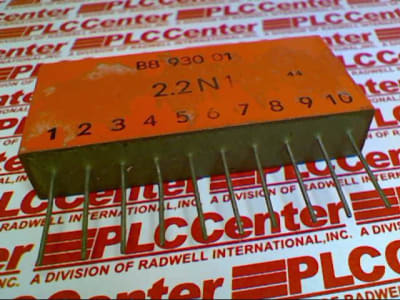 B8 930 01
2.2N1 44
1 2 3 4 5 6 7 8 9 10
PLCCenter
A DIVISION OF RADWELL INTERNATIONAL, INC.